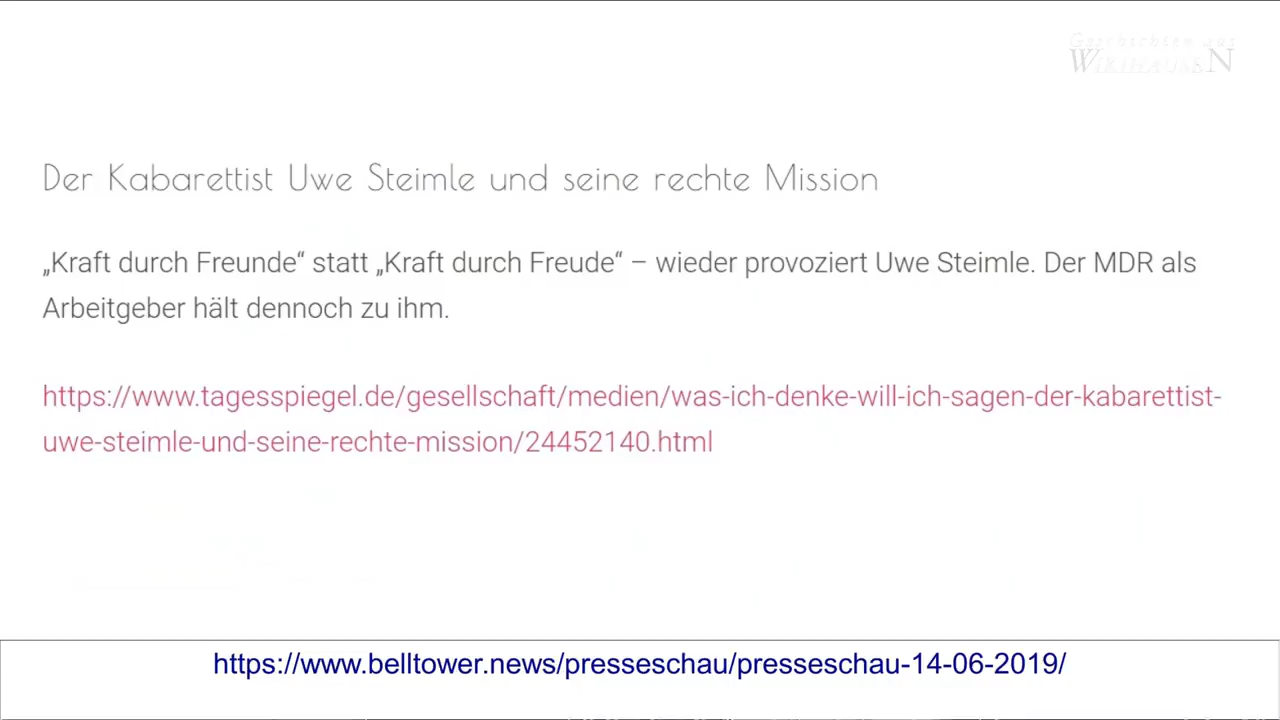 Geschichten aus
WIKIHAUSEN
Der Kabarettist Uwe Steimle und seine rechte Mission
„Kraft durch Freunde“ statt „Kraft durch Freude“ – wieder provoziert Uwe Steimle. Der MDR als
Arbeitgeber hält dennoch zu ihm.
https://www.tagesspiegel.de/gesellschaft/medien/was-ich-denke-will-ich-sagen-der-kabarettist-
uwe-steimle-und-seine-rechte-mission/24452140.html
https://www.belltower.news/presseschau/presseschau-14-06-2019/